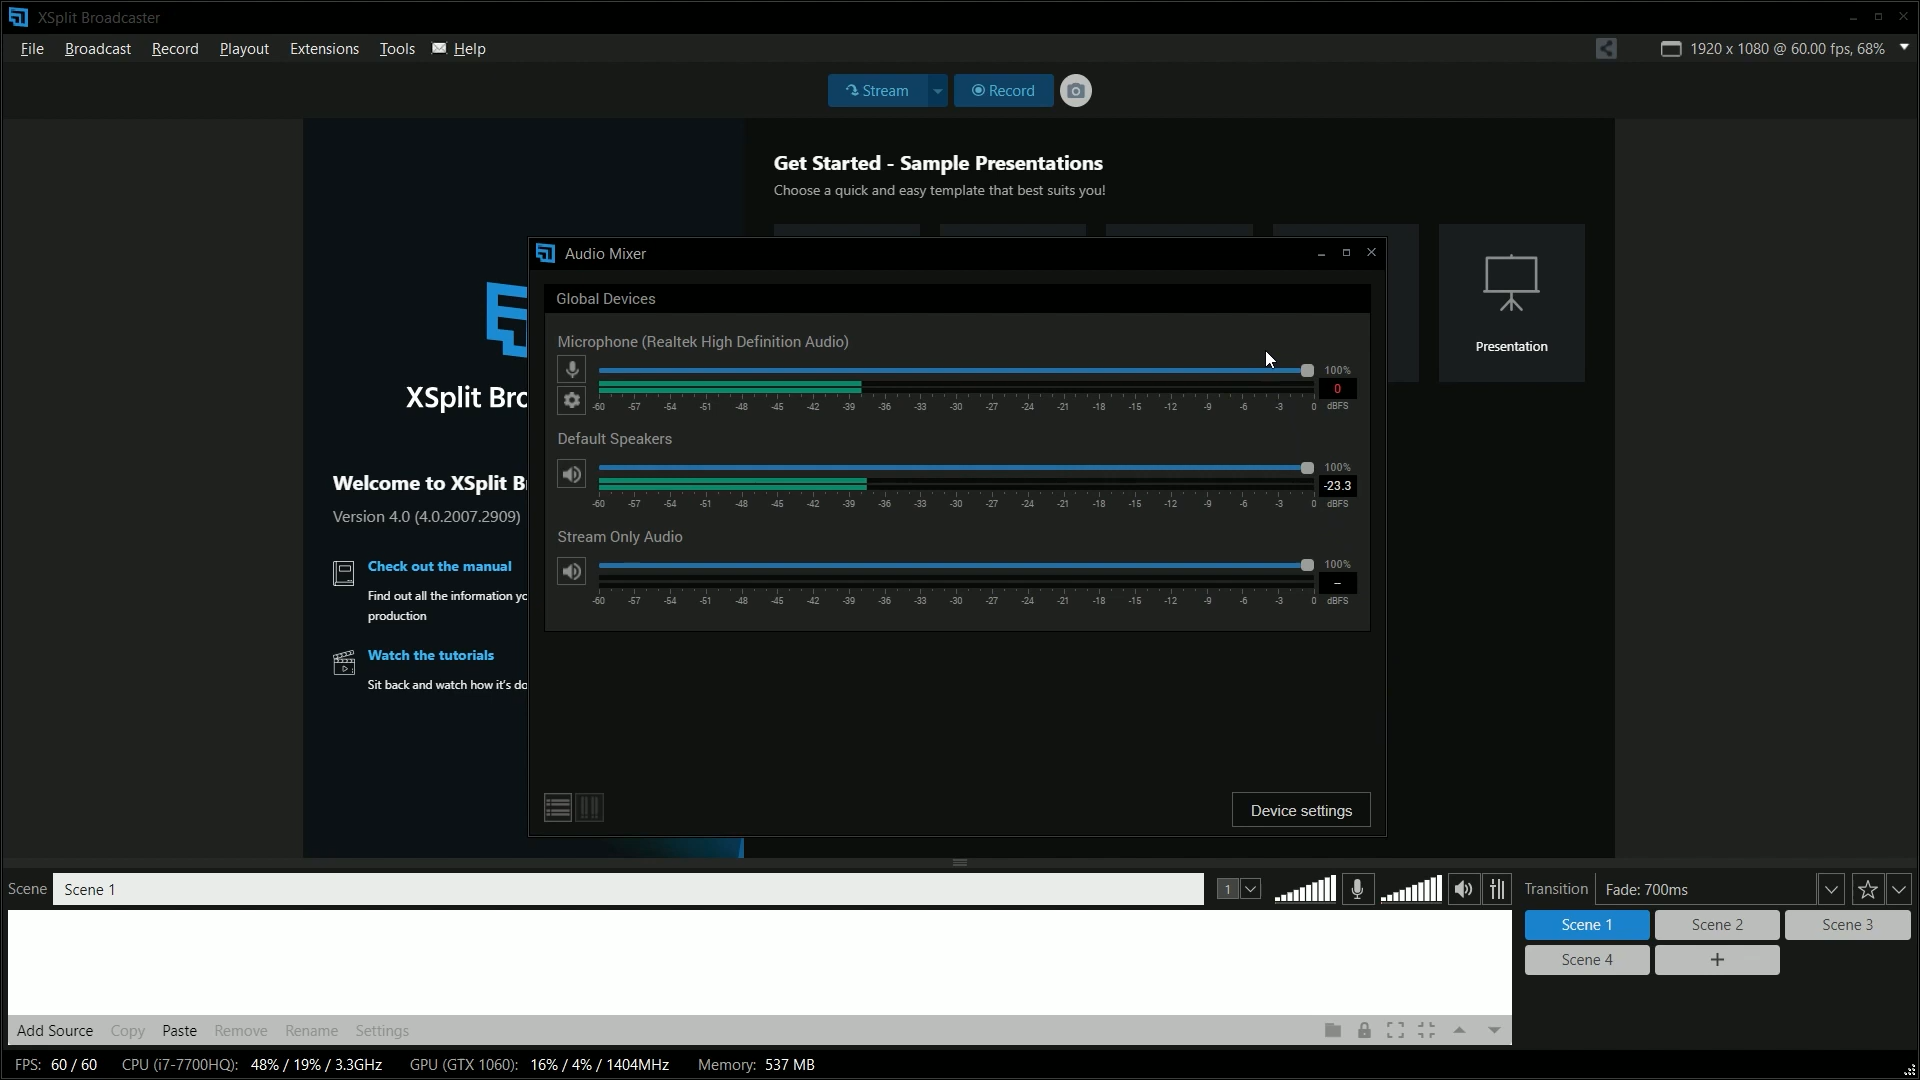 XSplit Broadcaster
File Broadcast Record Playout Extensions Tools Help
1920 x 1080 @ 60.00 fps, 68%
Stream Record
Get Started - Sample Presentations
Choose a quick and easy template that best suits you!
Presentation
XSplit Bro
Welcome to XSplit B
Version 4.0 (4.0.2007.2909)
Check out the manual
Find out all the information yo
production
Watch the tutorials
Sit back and watch how it's do
Audio Mixer
Global Devices
Microphone (Realtek High Definition Audio)
100%
0
-60 -57 -54 -51 -48 -45 -42 -39 -36 -33 -30 -27 -24 -21 -18 -15 -12 -9 -6 -3 0 dBFS
Default Speakers
100%
-23.3
-60 -57 -54 -51 -48 -45 -42 -39 -36 -33 -30 -27 -24 -21 -18 -15 -12 -9 -6 -3 0 dBFS
Stream Only Audio
100%
–
-60 -57 -54 -51 -48 -45 -42 -39 -36 -33 -30 -27 -24 -21 -18 -15 -12 -9 -6 -3 0 dBFS
Device settings
Scene Scene 1 1
Transition Fade: 700ms
Scene 1 Scene 2 Scene 3
Scene 4 +
Add Source Copy Paste Remove Rename Settings
FPS: 60 / 60 CPU (i7-7700HQ): 48% / 19% / 3.3GHz GPU (GTX 1060): 16% / 4% / 1404MHz Memory: 537 MB